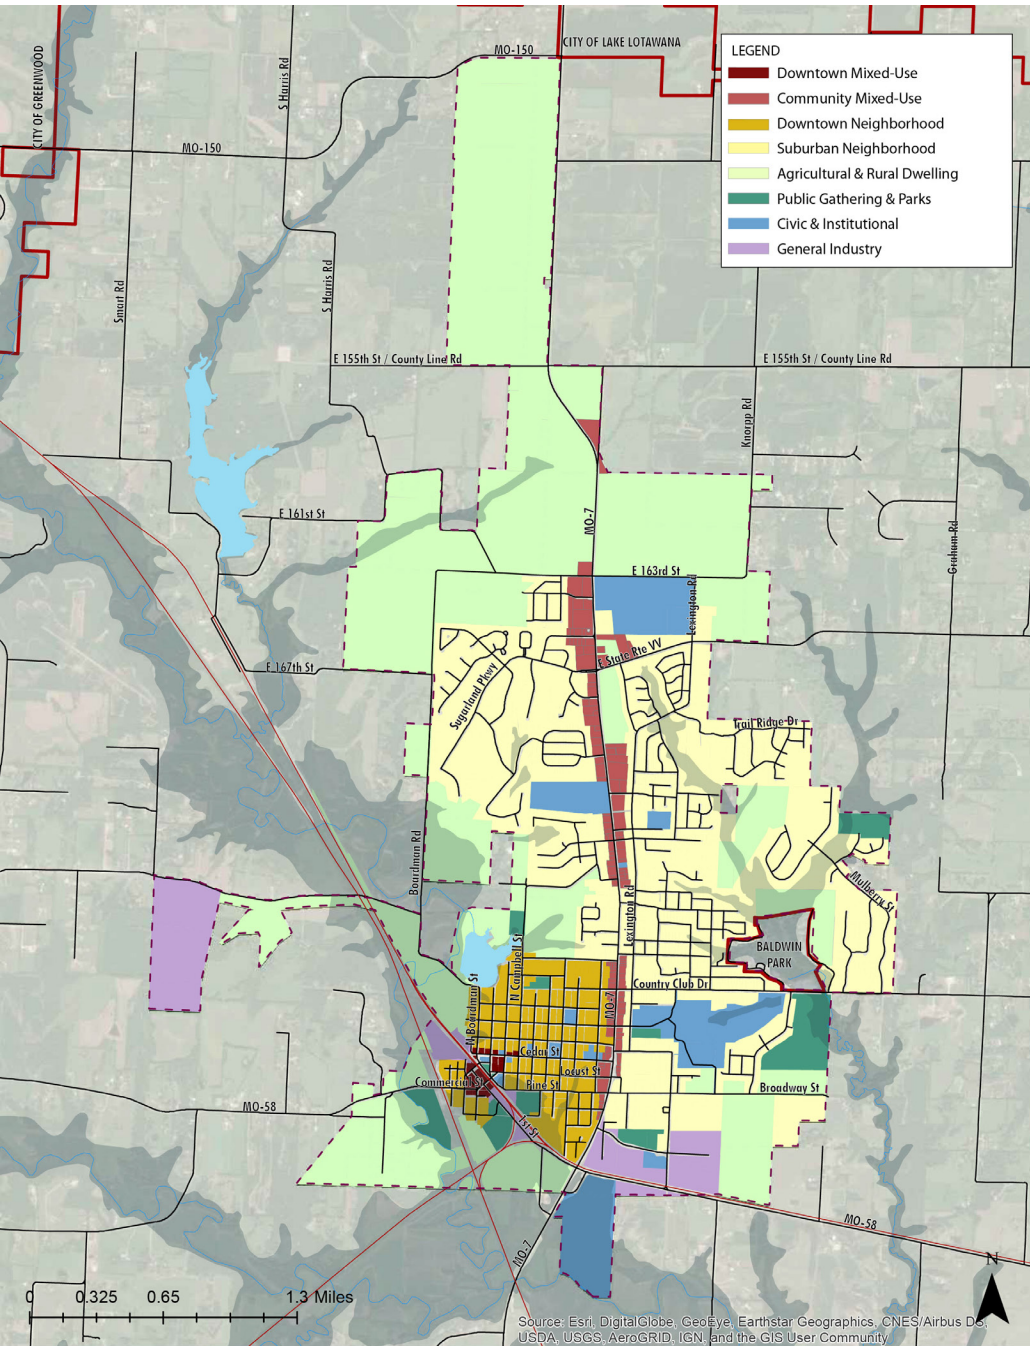 CITY OF GREENWOOD
S Harris Rd
MO-150
CITY OF LAKE LOTAWANA
LEGEND
Downtown Mixed-Use
Community Mixed-Use
Downtown Neighborhood
Suburban Neighborhood
Agricultural & Rural Dwelling
Public Gathering & Parks
Civic & Institutional
General Industry
MO-150
Smart Rd
S Harris Rd
E 155th St / County Line Rd
E 155th St / County Line Rd
Knorpp Rd
E 161st St
MO-7
Graham Rd
E 163rd St
Lexington Rd
E State Rte VV
E 167th St
Sugarland Pkwy
Trail Ridge Dr
Boardman Rd
Mulberry St
Lexington Rd
BALDWIN
PARK
N Campbell St
N Boardman St
Country Club Dr
MO-7
Cedar St
Locust St
Commercial St
Pine St
Broadway St
MO-58
1st St
MO-58
MO-7
N
0 0.325 0.65 1.3 Miles
Source: Esri, DigitalGlobe, GeoEye, Earthstar Geographics, CNES/Airbus DS,
USDA, USGS, AeroGRID, IGN, and the GIS User Community